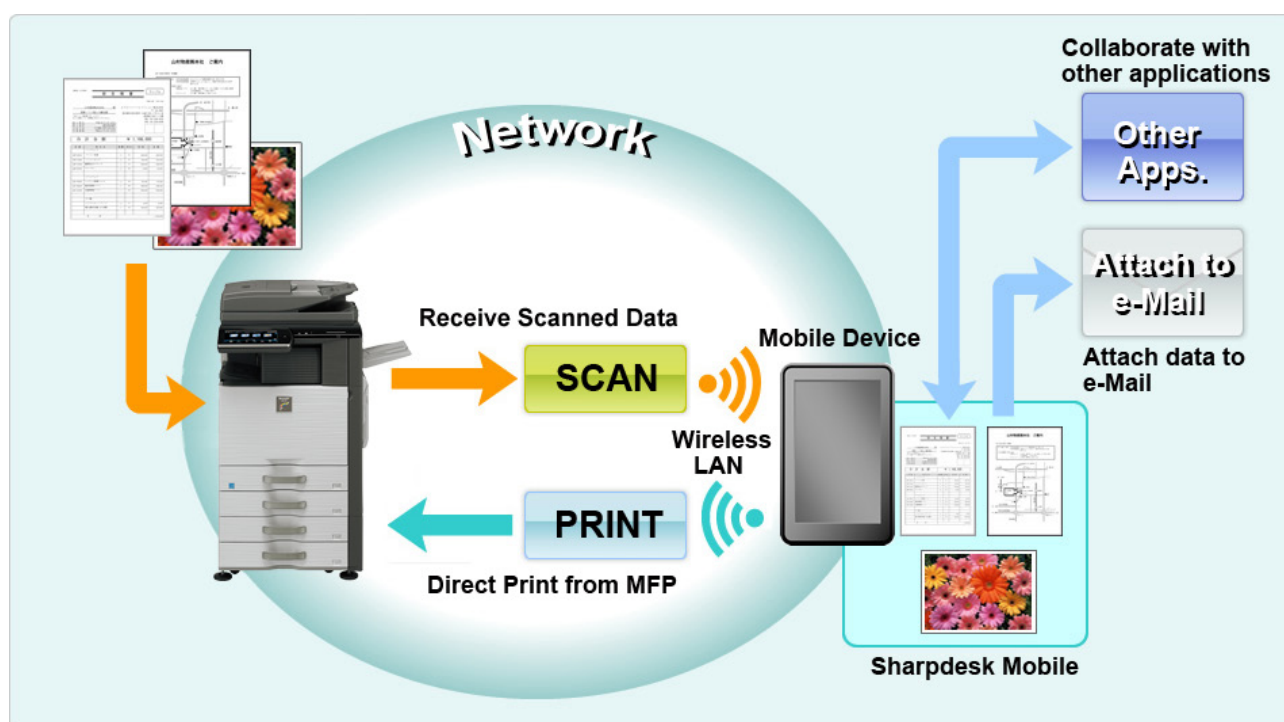 Collaborate with
other applications
Other
Apps.
Network
Attach to
e-Mail
Attach data to
e-Mail
Receive Scanned Data
SCAN
Mobile Device
Wireless
LAN
PRINT
Direct Print from MFP
Sharpdesk Mobile